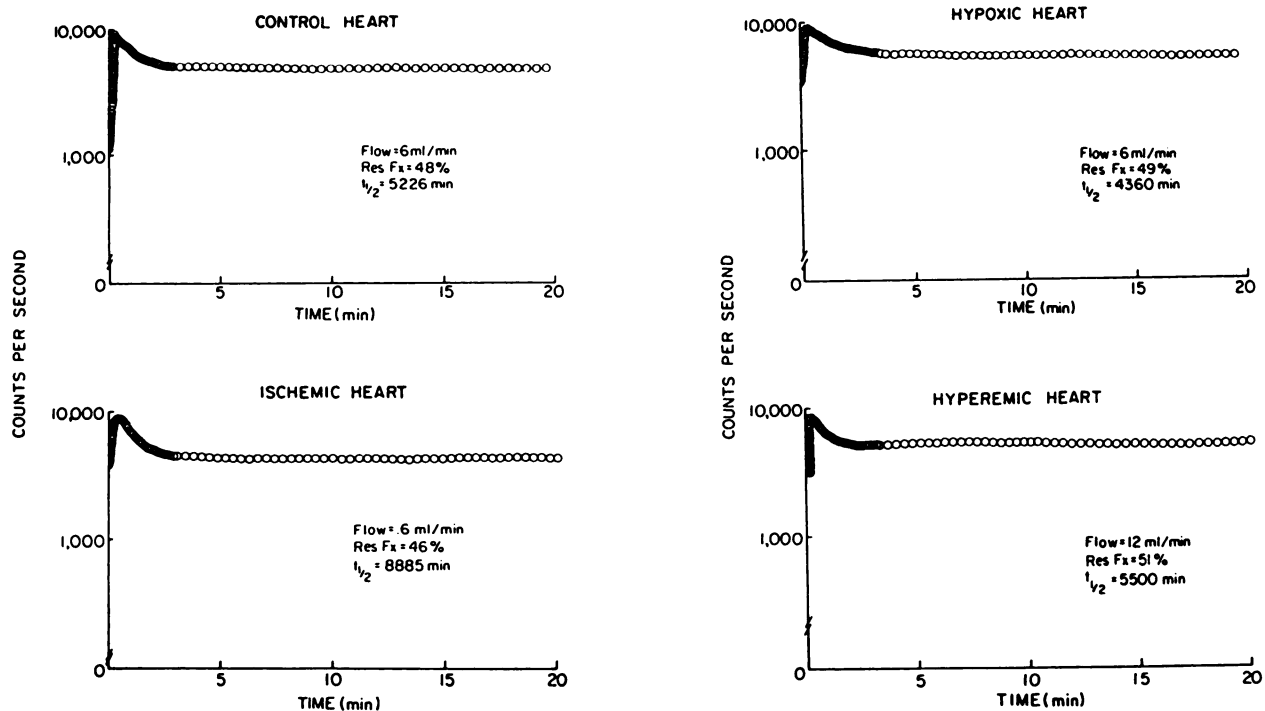 CONTROL HEART
10,000
1,000
0
5
10
15
20
TIME (min)
Flow=6ml/min
Res Fx=48%
t1/2=5226 min
HYPOXIC HEART
10,000
1,000
0
5
10
15
20
TIME (min)
Flow=6ml/min
Res Fx=49%
t1/2=4360 min
COUNTS PER SECOND
COUNTS PER SECOND
ISCHEMIC HEART
10,000
1,000
0
5
10
15
20
TIME (min)
Flow=.6 ml/min
Res Fx=46%
t1/2=8885 min
HYPEREMIC HEART
10,000
1,000
0
5
10
15
20
TIME (min)
Flow=12 ml/min
Res Fx=51%
t1/2=5500 min